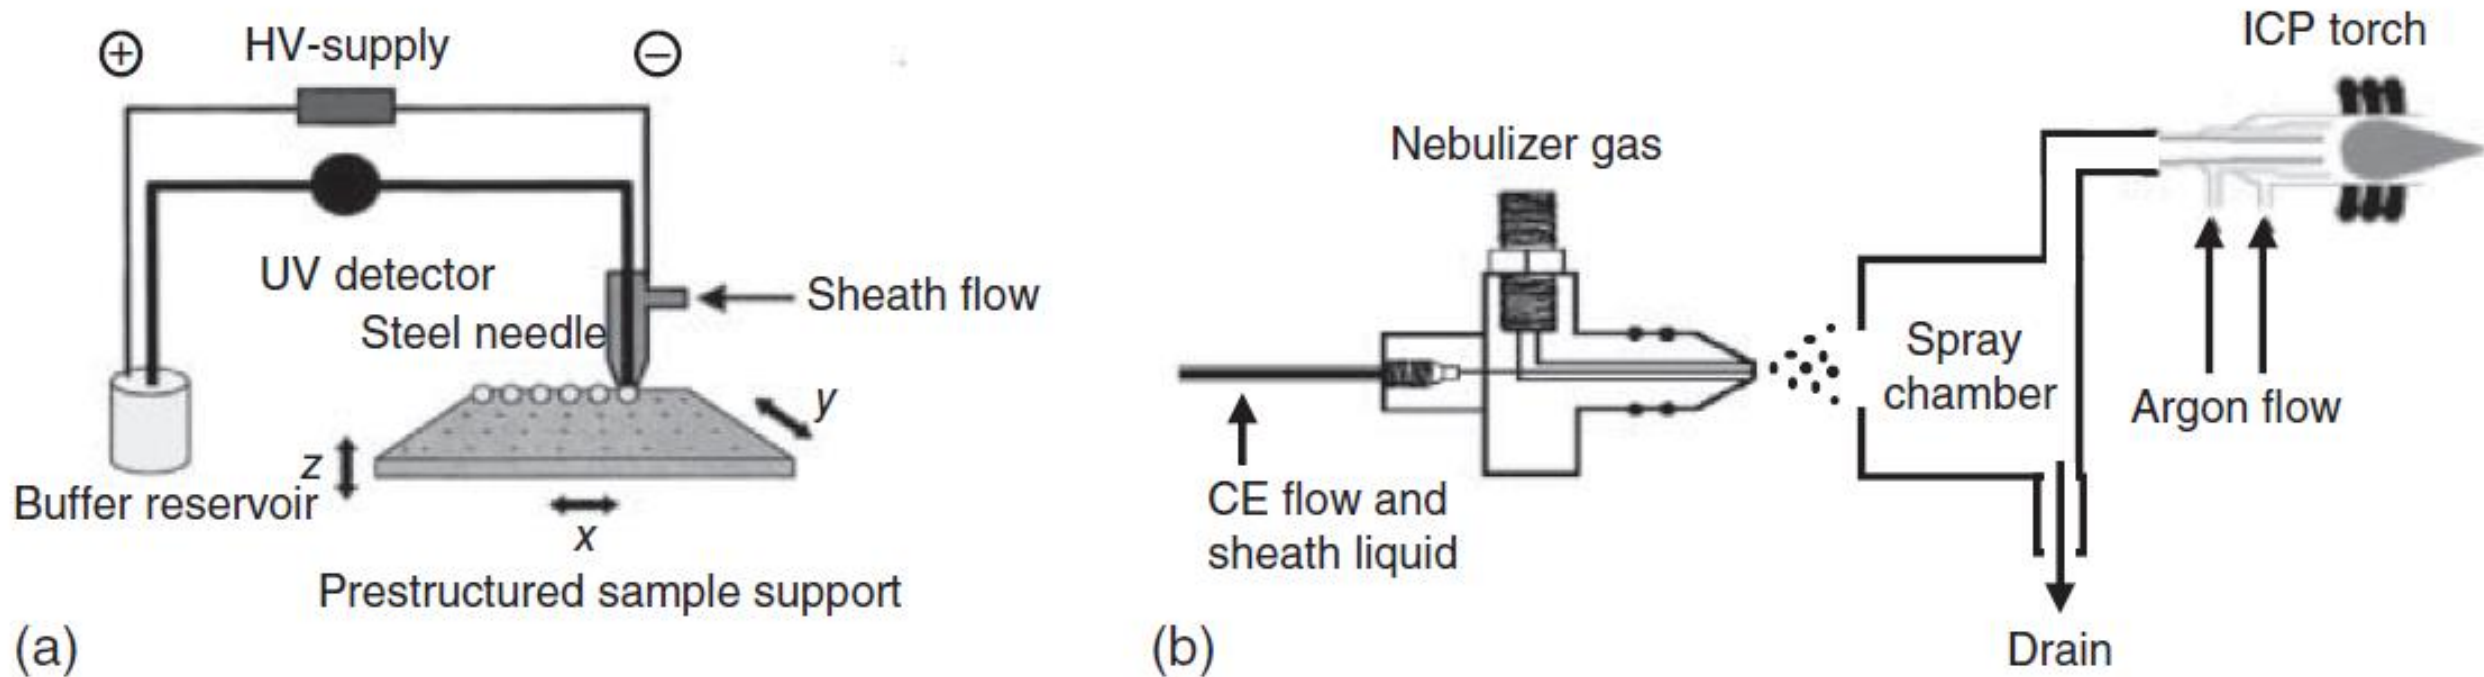 +
HV-supply
−
UV detector
Steel needle
Sheath flow
y
z
Buffer reservoir
x
Prestructured sample support
(a)
ICP torch
Nebulizer gas
Spray
chamber
Argon flow
CE flow and
sheath liquid
Drain
(b)